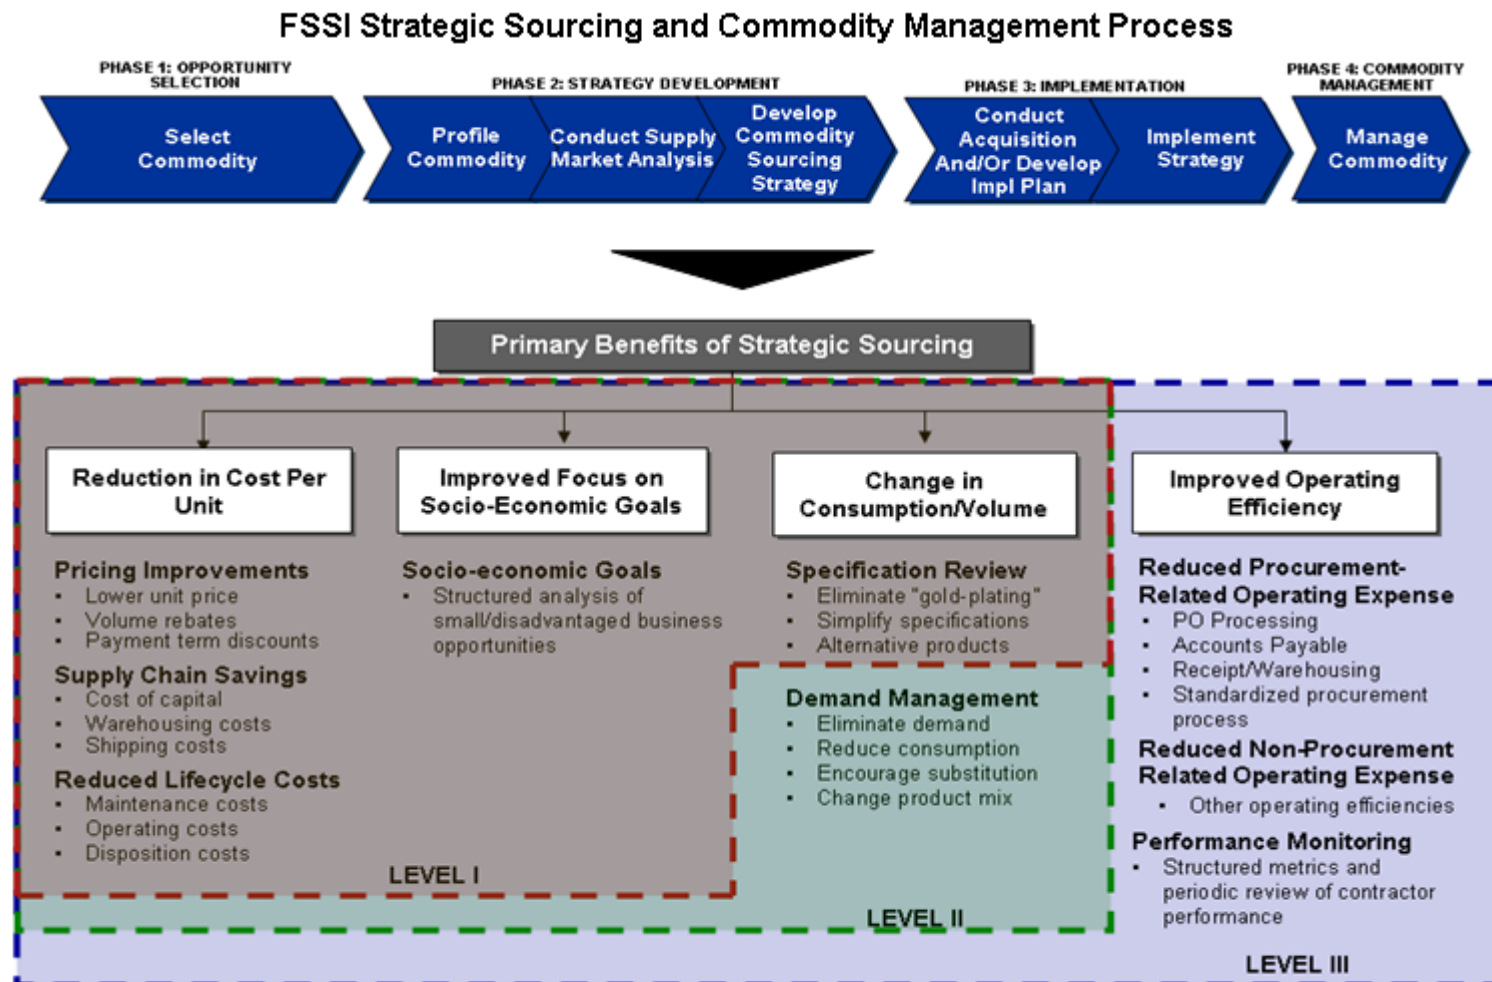 FSSI Strategic Sourcing and Commodity Management Process
PHASE 1: OPPORTUNITY
SELECTION
PHASE 2: STRATEGY DEVELOPMENT
PHASE 3: IMPLEMENTATION
PHASE 4: COMMODITY
MANAGEMENT
Select
Commodity
Profile
Commodity
Conduct Supply
Market Analysis
Develop
Commodity
Sourcing
Strategy
Conduct
Acquisition
And/Or Develop
Impl Plan
Implement
Strategy
Manage
Commodity
Primary Benefits of Strategic Sourcing
Reduction in Cost Per
Unit
Pricing Improvements
▪ Lower unit price
▪ Volume rebates
▪ Payment term discounts
Supply Chain Savings
▪ Cost of capital
▪ Warehousing costs
▪ Shipping costs
Reduced Lifecycle Costs
▪ Maintenance costs
▪ Operating costs
▪ Disposition costs
Improved Focus on
Socio-Economic Goals
Socio-economic Goals
▪ Structured analysis of
small/disadvantaged business
opportunities
LEVEL I
Change in
Consumption/Volume
Specification Review
▪ Eliminate "gold-plating"
▪ Simplify specifications
▪ Alternative products
Demand Management
▪ Eliminate demand
▪ Reduce consumption
▪ Encourage substitution
▪ Change product mix
LEVEL II
Improved Operating
Efficiency
Reduced Procurement-
Related Operating Expense
▪ PO Processing
▪ Accounts Payable
▪ Receipt/Warehousing
▪ Standardized procurement
process
Reduced Non-Procurement
Related Operating Expense
▪ Other operating efficiencies
Performance Monitoring
▪ Structured metrics and
periodic review of contractor
performance
LEVEL III